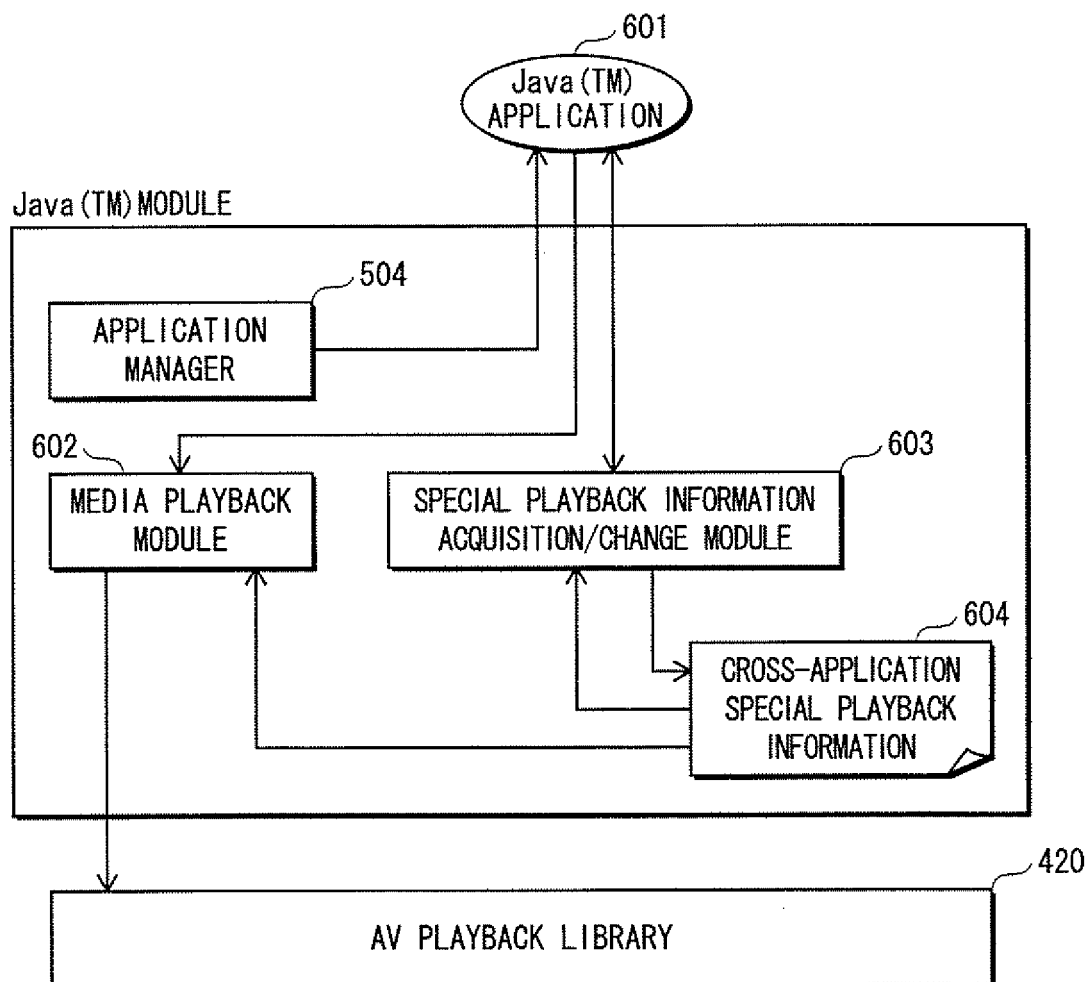 601
Java(TM)
APPLICATION
Java(TM)MODULE
504
APPLICATION
MANAGER
602
MEDIA PLAYBACK
MODULE
603
SPECIAL PLAYBACK INFORMATION
ACQUISITION/CHANGE MODULE
604
CROSS-APPLICATION
SPECIAL PLAYBACK
INFORMATION
420
AV PLAYBACK LIBRARY